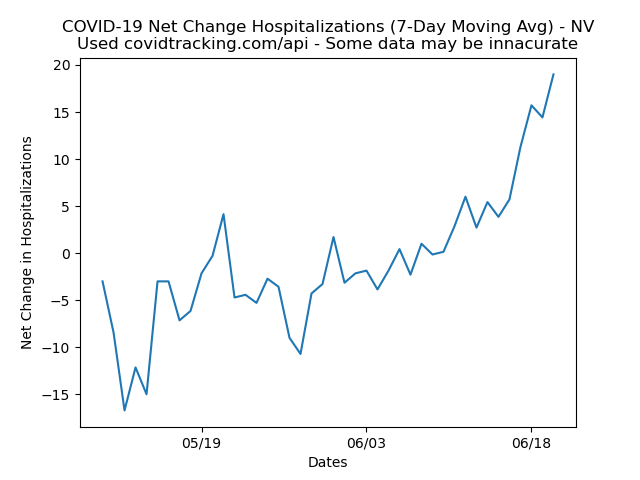 COVID-19 Net Change Hospitalizations (7-Day Moving Avg) - NV
Used covidtracking.com/api - Some data may be innacurate
20
15
10
5
0
−5
−10
−15
Net Change in Hospitalizations
05/19
06/03
06/18
Dates